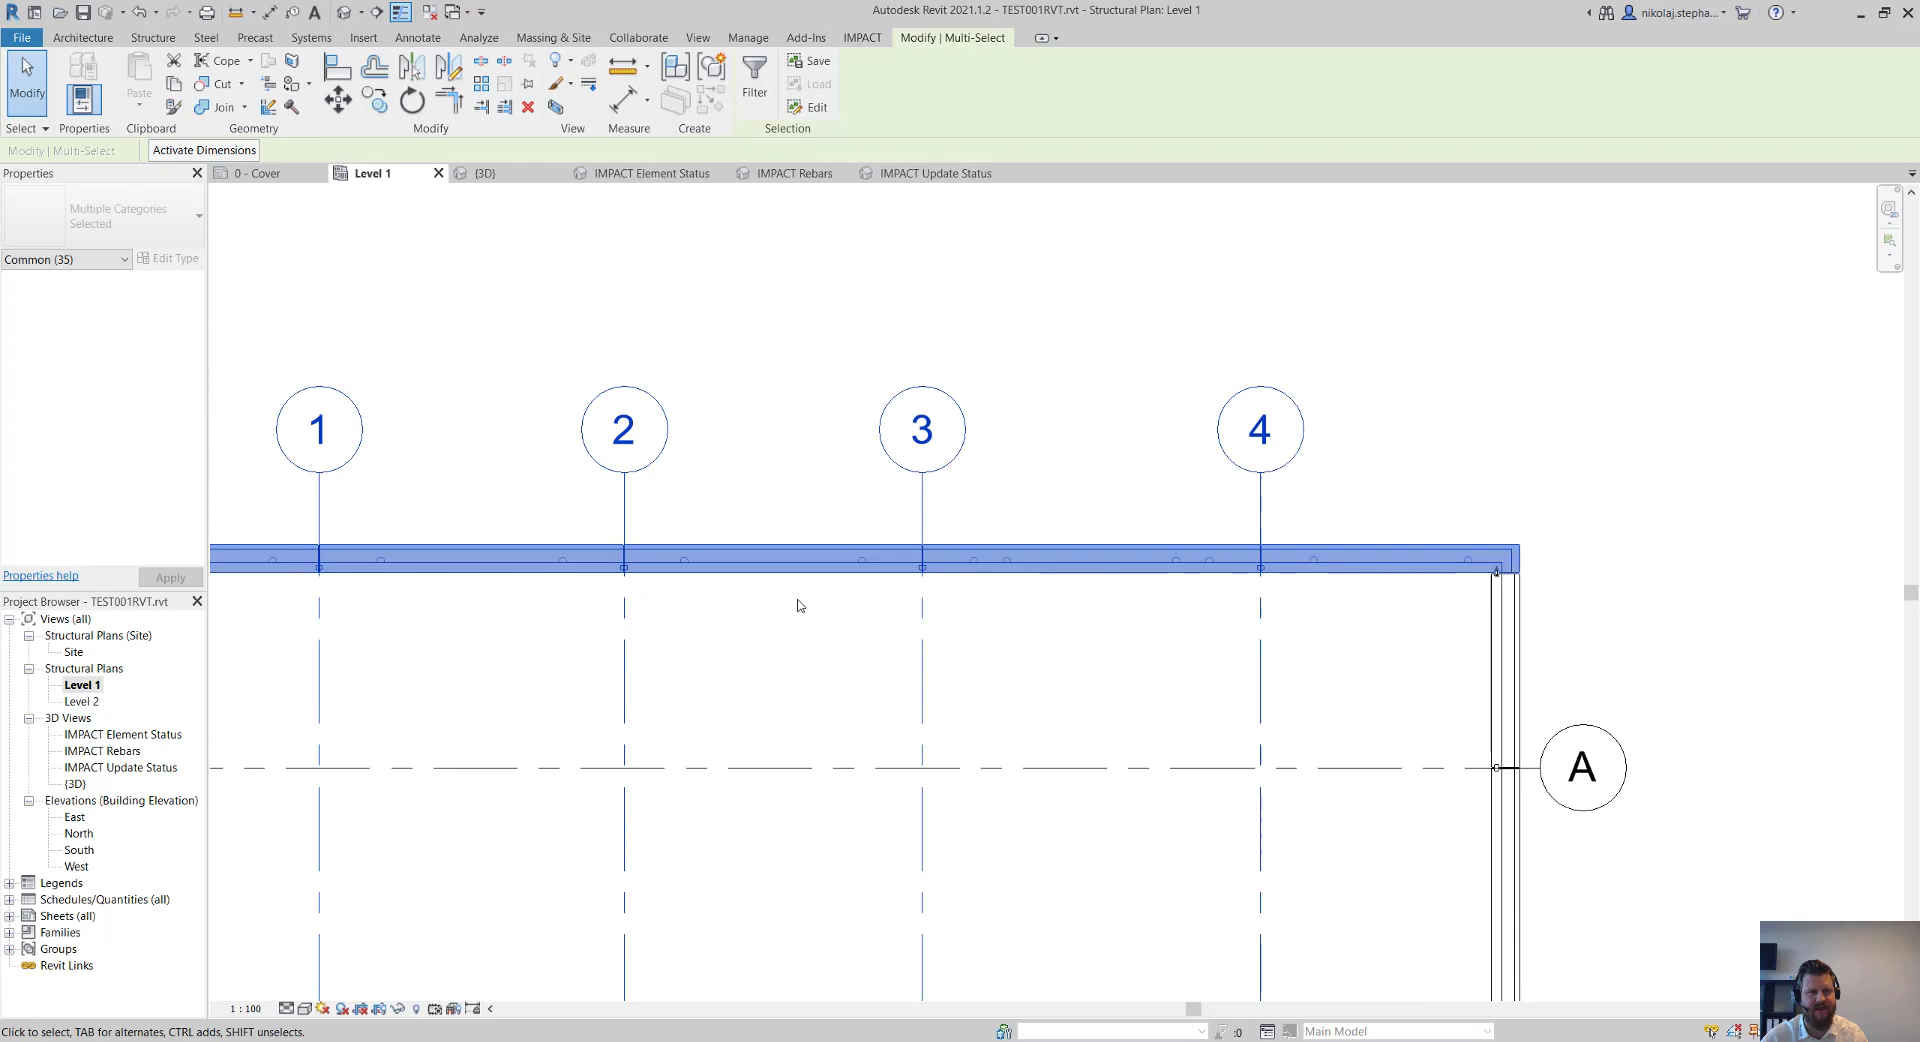 Autodesk Revit 2021.1.2 - TEST001RVT.rvt - Structural Plan: Level 1
nikolaj.stepha...
File Architecture Structure Steel Precast Systems Insert Annotate Analyze Massing & Site Collaborate View Manage Add-Ins IMPACT Modify | Multi-Select
Modify
Paste
Cope
Cut
Join
Filter
Save
Load
Edit
Select Properties Clipboard Geometry Modify View Measure Create Selection
Modify | Multi-Select Activate Dimensions
Properties
0 - Cover
Level 1
{3D}
IMPACT Element Status
IMPACT Rebars
IMPACT Update Status
Multiple Categories
Selected
Common (35)
Edit Type
Properties help
Apply
Project Browser - TEST001RVT.rvt
Views (all)
Structural Plans (Site)
Site
Structural Plans
Level 1
Level 2
3D Views
IMPACT Element Status
IMPACT Rebars
IMPACT Update Status
{3D}
Elevations (Building Elevation)
East
North
South
West
Legends
Schedules/Quantities (all)
Sheets (all)
Families
Groups
Revit Links
1
2
3
4
A
1 : 100
Click to select, TAB for alternates, CTRL adds, SHIFT unselects.
:0
Main Model